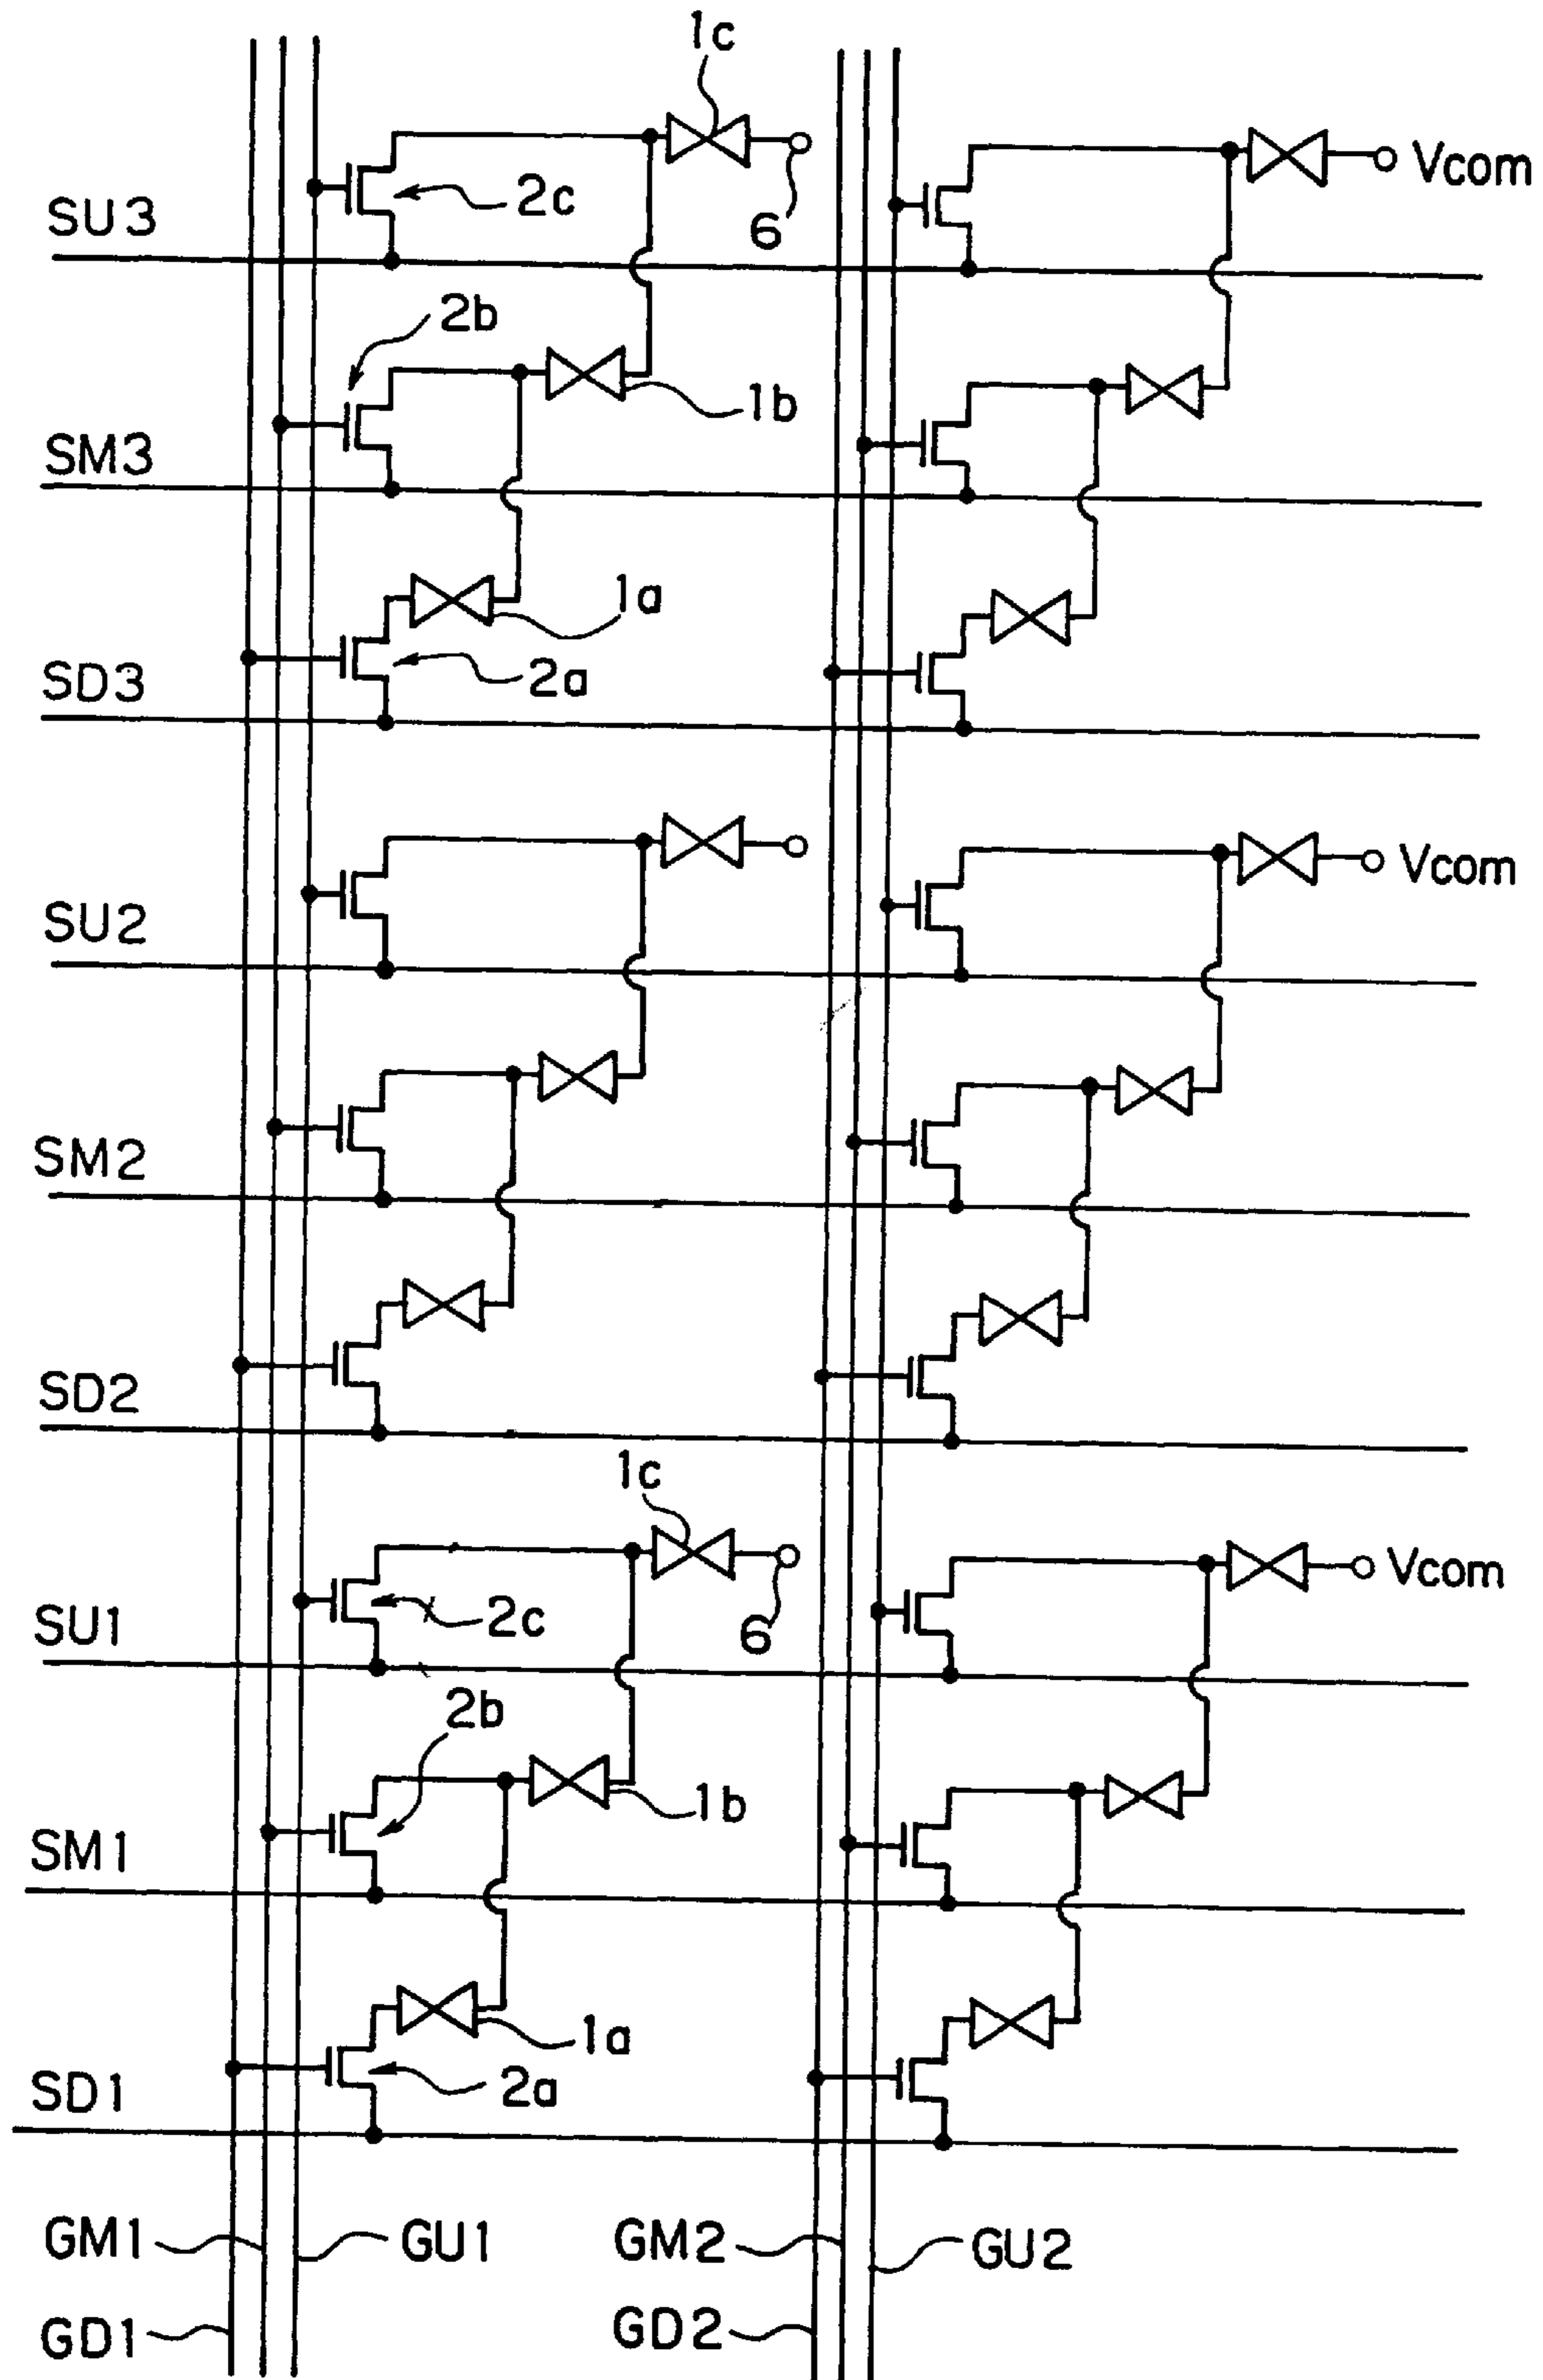 1c
Vcom
2c
SU3
6
2b
1b
SM3
1a
SD3
2a
Vcom
SU2
SM2
SD2
1c
Vcom
2c
SU1
6
2b
1b
SM1
1a
SD1
2a
GM1
GU1
GM2
GU2
GD1
GD2